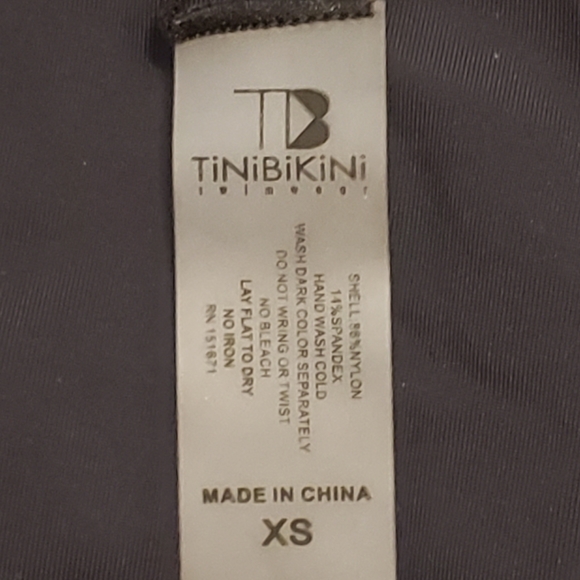 TB
TiNiBiKiNi
swimwear
SHELL:86%NYLON
14%SPANDEX
HAND WASH COLD
WASH DARK COLOR SEPARATELY
DO NOT WRING OR TWIST
NO BLEACH
LAY FLAT TO DRY
NO IRON
RN 151671
MADE IN CHINA
XS